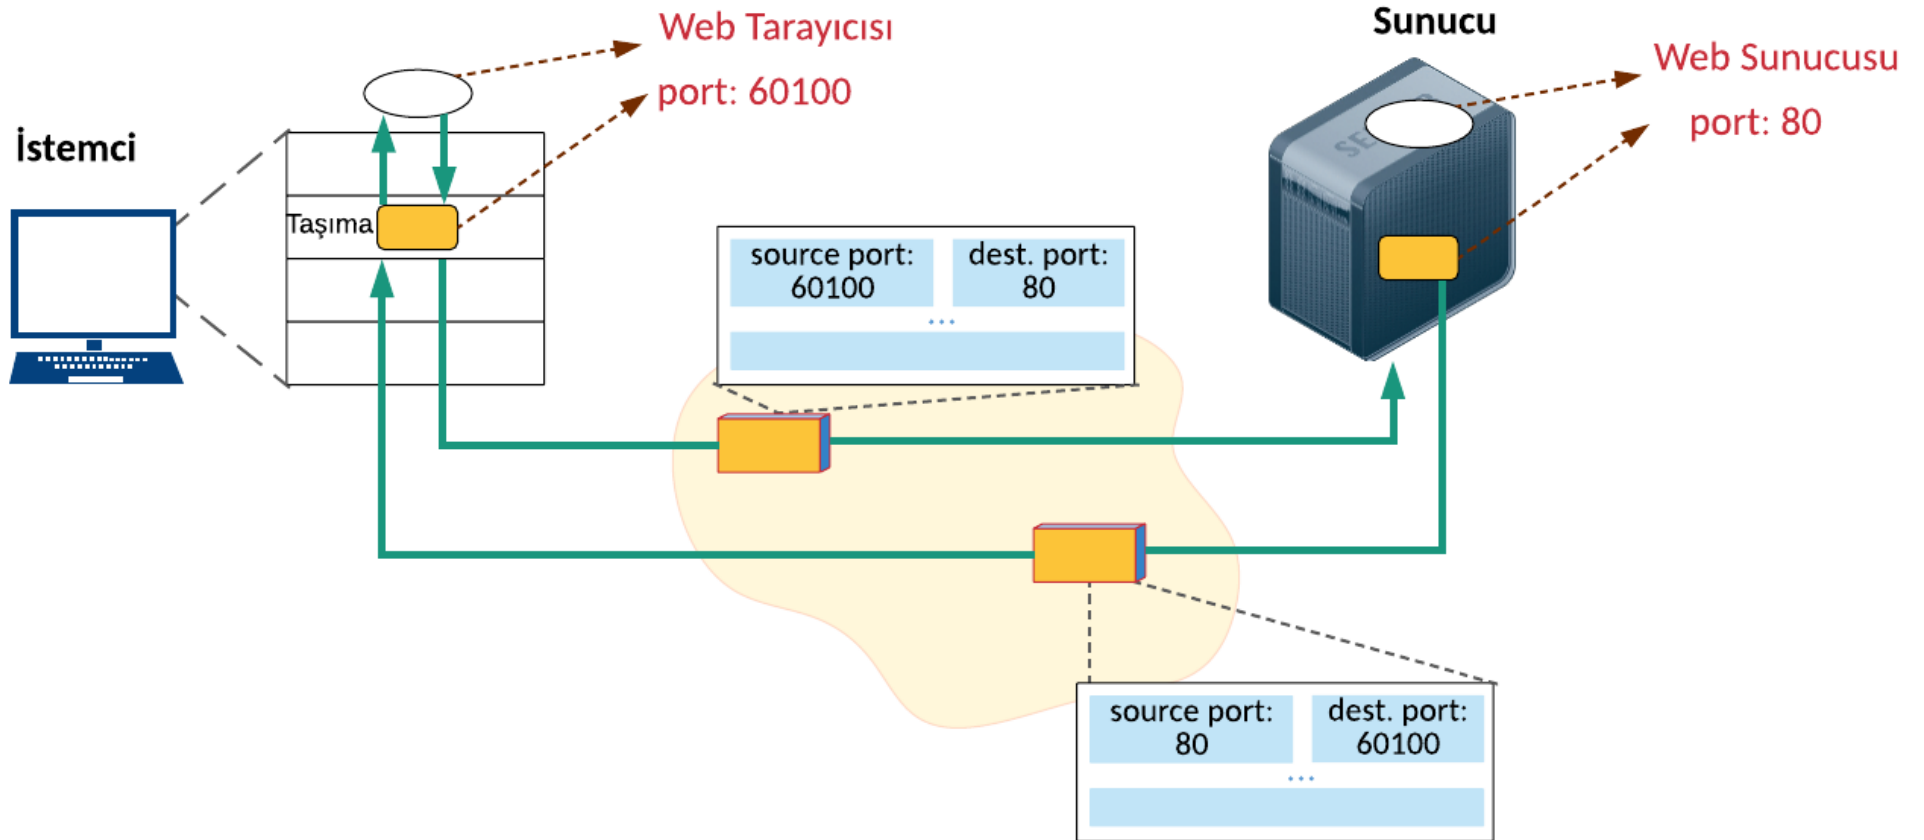 Web Tarayıcısı
port: 60100
Sunucu
Web Sunucusu
port: 80
İstemci
Taşıma
source port:
60100
dest. port:
80
...
source port:
80
dest. port:
60100
...